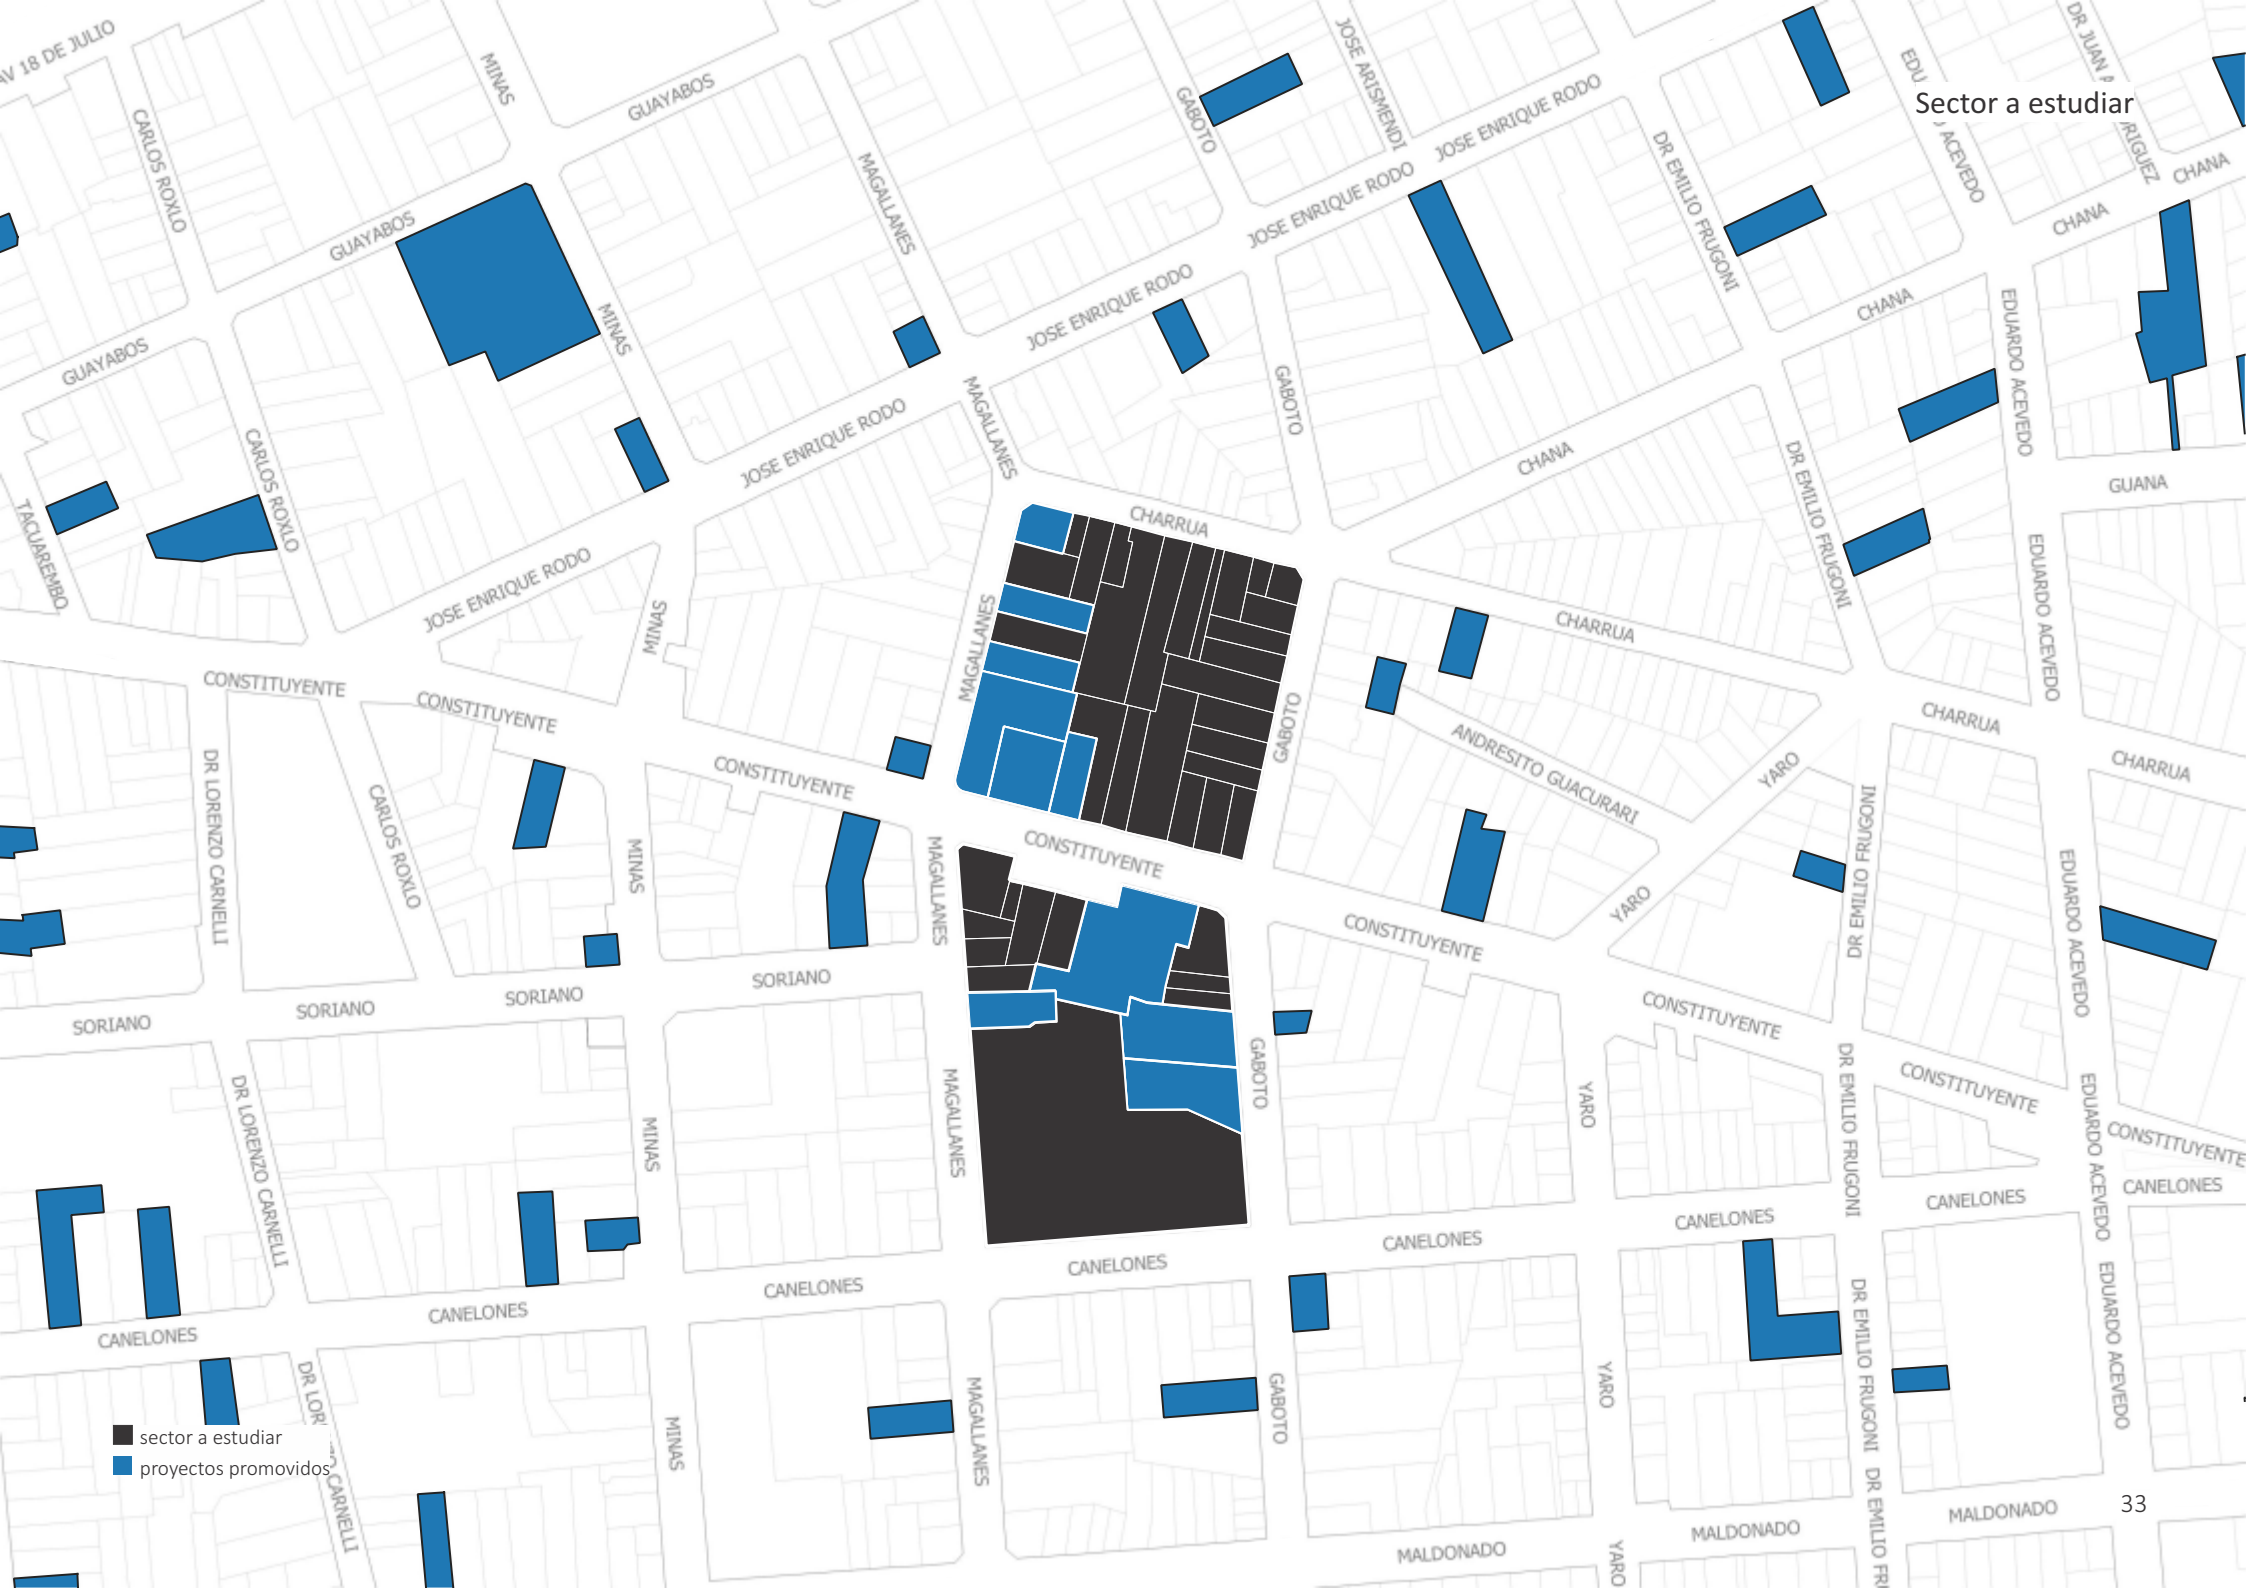 Sector a estudiar
AV 18 DE JULIO
MINAS
GUAYABOS
CARLOS ROXLO
GABOTO
JOSE ARISMENDI
JOSE ENRIQUE RODO
DR EMILIO FRUGONI
ACEVEDO
CHANA
MAGALLANES
GUAYABOS
JOSE ENRIQUE RODO
CHANA
JOSE ENRIQUE RODO
CHANA
MINAS
EDUARDO ACEVEDO
GUAYABOS
GABOTO
MAGALLANES
JOSE ENRIQUE RODO
CARLOS ROXLO
CHANA
DR EMILIO FRUGONI
GUANA
TACUAREMBO
CHARRUA
JOSE ENRIQUE RODO
EDUARDO ACEVEDO
MINAS
MAGALLANES
CHARRUA
CONSTITUYENTE
CONSTITUYENTE
GABOTO
CHARRUA
CHARRUA
ANDRESITO GUACURARI
YARO
CONSTITUYENTE
DR LORENZO CARNELLI
CARLOS ROXLO
MINAS
MAGALLANES
CONSTITUYENTE
YARO
DR EMILIO FRUGONI
EDUARDO ACEVEDO
CONSTITUYENTE
SORIANO
SORIANO
SORIANO
SORIANO
CONSTITUYENTE
DR LORENZO CARNELLI
MINAS
MAGALLANES
GABOTO
YARO
DR EMILIO FRUGONI
CONSTITUYENTE
EDUARDO ACEVEDO
CONSTITUYENTE
CANELONES
CANELONES
CANELONES
CANELONES
CANELONES
CANELONES
CANELONES
CANELONES
EDUARDO ACEVEDO
DR EMILIO FRUGONI
YARO
GABOTO
MAGALLANES
MINAS
CARNELLI
sector a estudiar
proyectos promovidos
MALDONADO
MALDONADO
MALDONADO
YARO
33